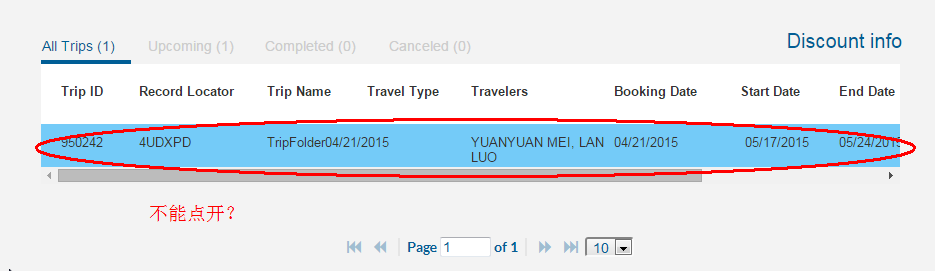 All Trips (1) Upcoming (1) Completed (0) Canceled (0) Discount info
Trip ID Record Locator Trip Name Travel Type Travelers Booking Date Start Date End Date
950242 4UDXPD TripFolder04/21/2015 YUANYUAN MEI, LAN 04/21/2015 05/17/2015 05/24/2015
LUO
不能点开?
Page 1 of 1 10